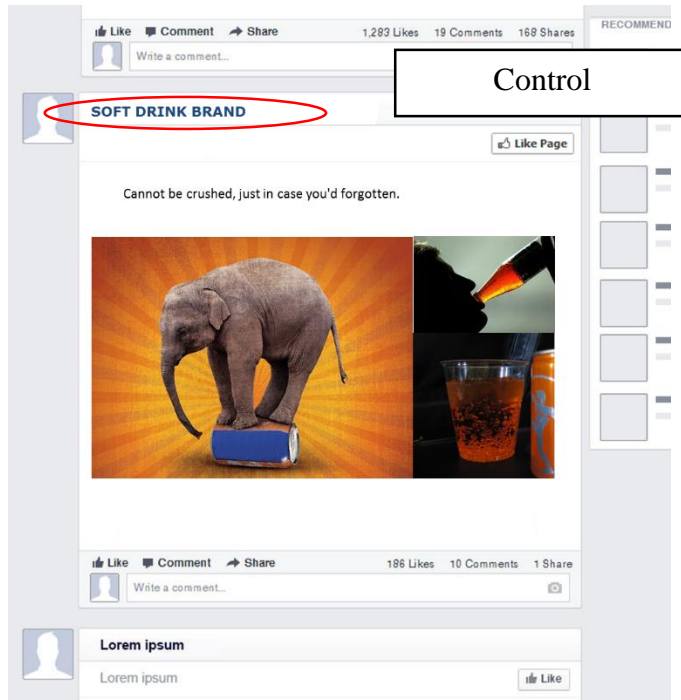 Like Comment Share 1,283 Likes 19 Comments 168 Shares
RECOMMEND
Write a comment...
Control
SOFT DRINK BRAND
Like Page
Cannot be crushed, just in case you'd forgotten.
Like Comment Share 186 Likes 10 Comments 1 Share
Write a comment...
Lorem ipsum
Lorem ipsum
Like